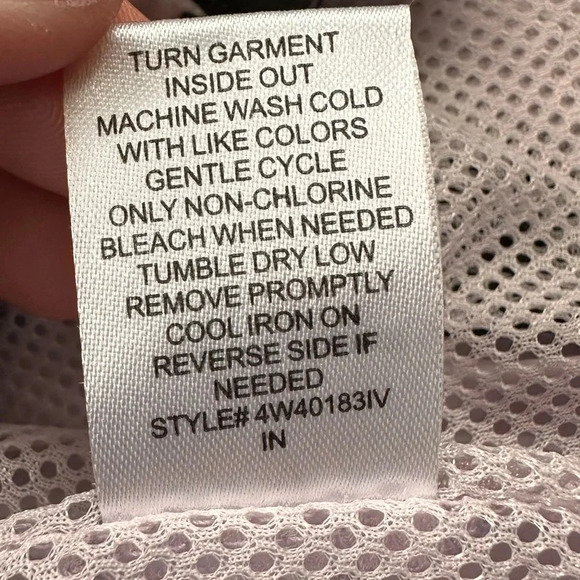 TURN GARMENT
INSIDE OUT
MACHINE WASH COLD
WITH LIKE COLORS
GENTLE CYCLE
ONLY NON-CHLORINE
BLEACH WHEN NEEDED
TUMBLE DRY LOW
REMOVE PROMPTLY
COOL IRON ON
REVERSE SIDE IF
NEEDED
STYLE# 4W40183IV
IN